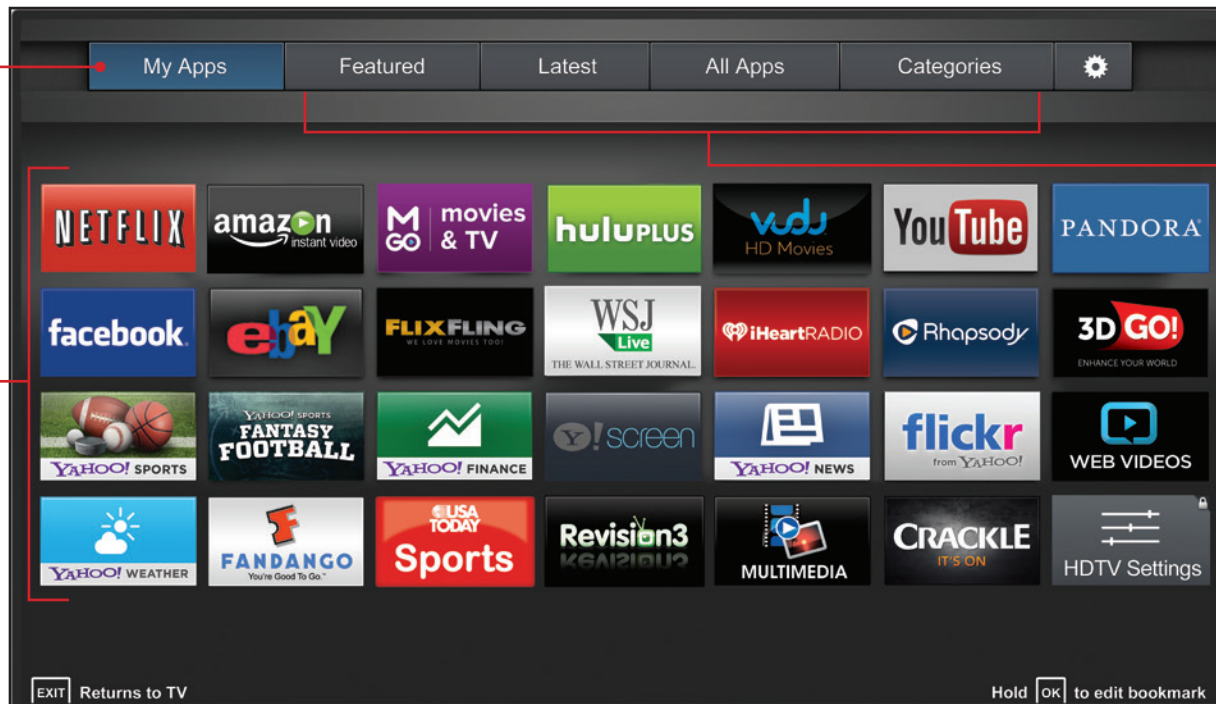 My Apps
Featured
Latest
All Apps
Categories
NETFLIX
amazon
instant video
M
GO
movies
& TV
huluPLUS
vudu
HD Movies
YouTube
PANDORA
facebook.
ebaY
FLIXFLING
WE LOVE MOVIES TOO!
WSJ
Live
THE WALL STREET JOURNAL.
iHeartRADIO
Rhapsody
3D GO!
ENHANCE YOUR WORLD
YAHOO! SPORTS
YAHOO! SPORTS
FANTASY
FOOTBALL
YAHOO! FINANCE
Y! screen
YAHOO! NEWS
flickr
from YAHOO!
WEB VIDEOS
YAHOO! WEATHER
FANDANGO
You're Good To Go.™
USA
TODAY
Sports
Revision3
MULTIMEDIA
CRACKLE
IT'S ON
HDTV Settings
EXIT Returns to TV
Hold OK to edit bookmark